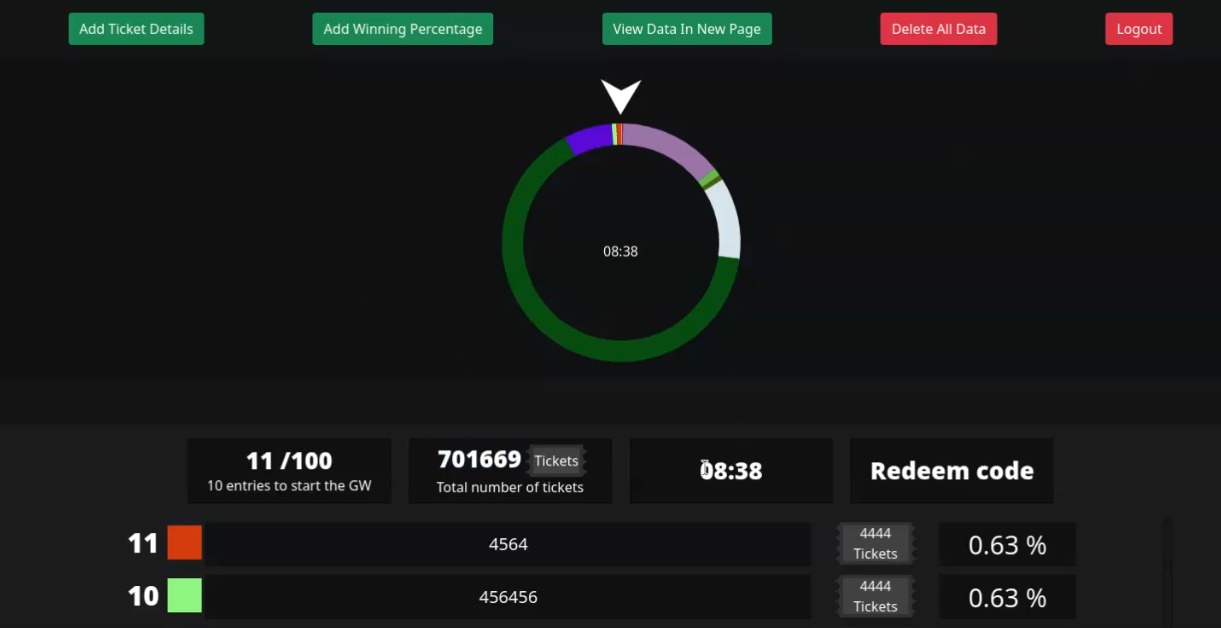 Add Ticket Details
Add Winning Percentage
View Data In New Page
Delete All Data
Logout
08:38
11 /100
10 entries to start the GW
701669 Tickets
Total number of tickets
08:38
Redeem code
11
4564
4444
Tickets
0.63 %
10
456456
4444
Tickets
0.63 %